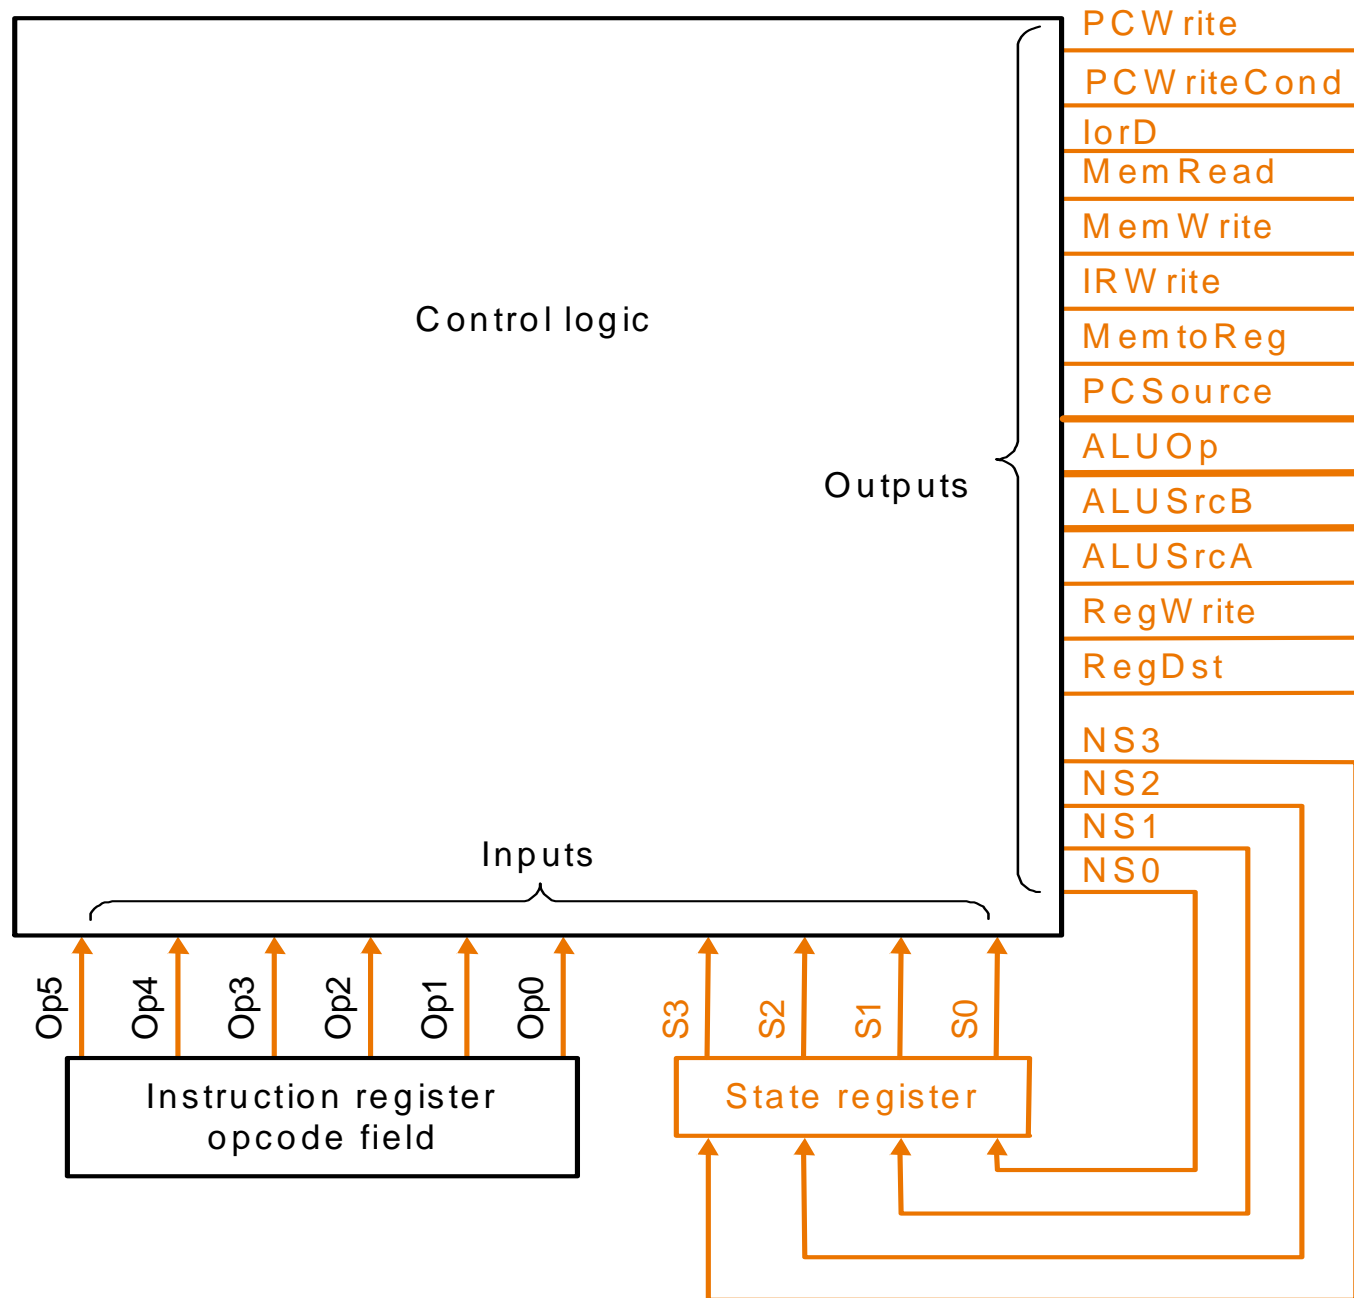 PCWrite
PCWriteCond
IorD
MemRead
MemWrite
IRWrite
Control logic
MemtoReg
PCSource
ALUOp
Outputs
ALUSrcB
ALUSrcA
RegWrite
RegDst
NS3
NS2
NS1
Inputs
NS0
Op5
Op4
Op3
Op2
Op1
Op0
S3
S2
S1
S0
Instruction register
opcode field
State register